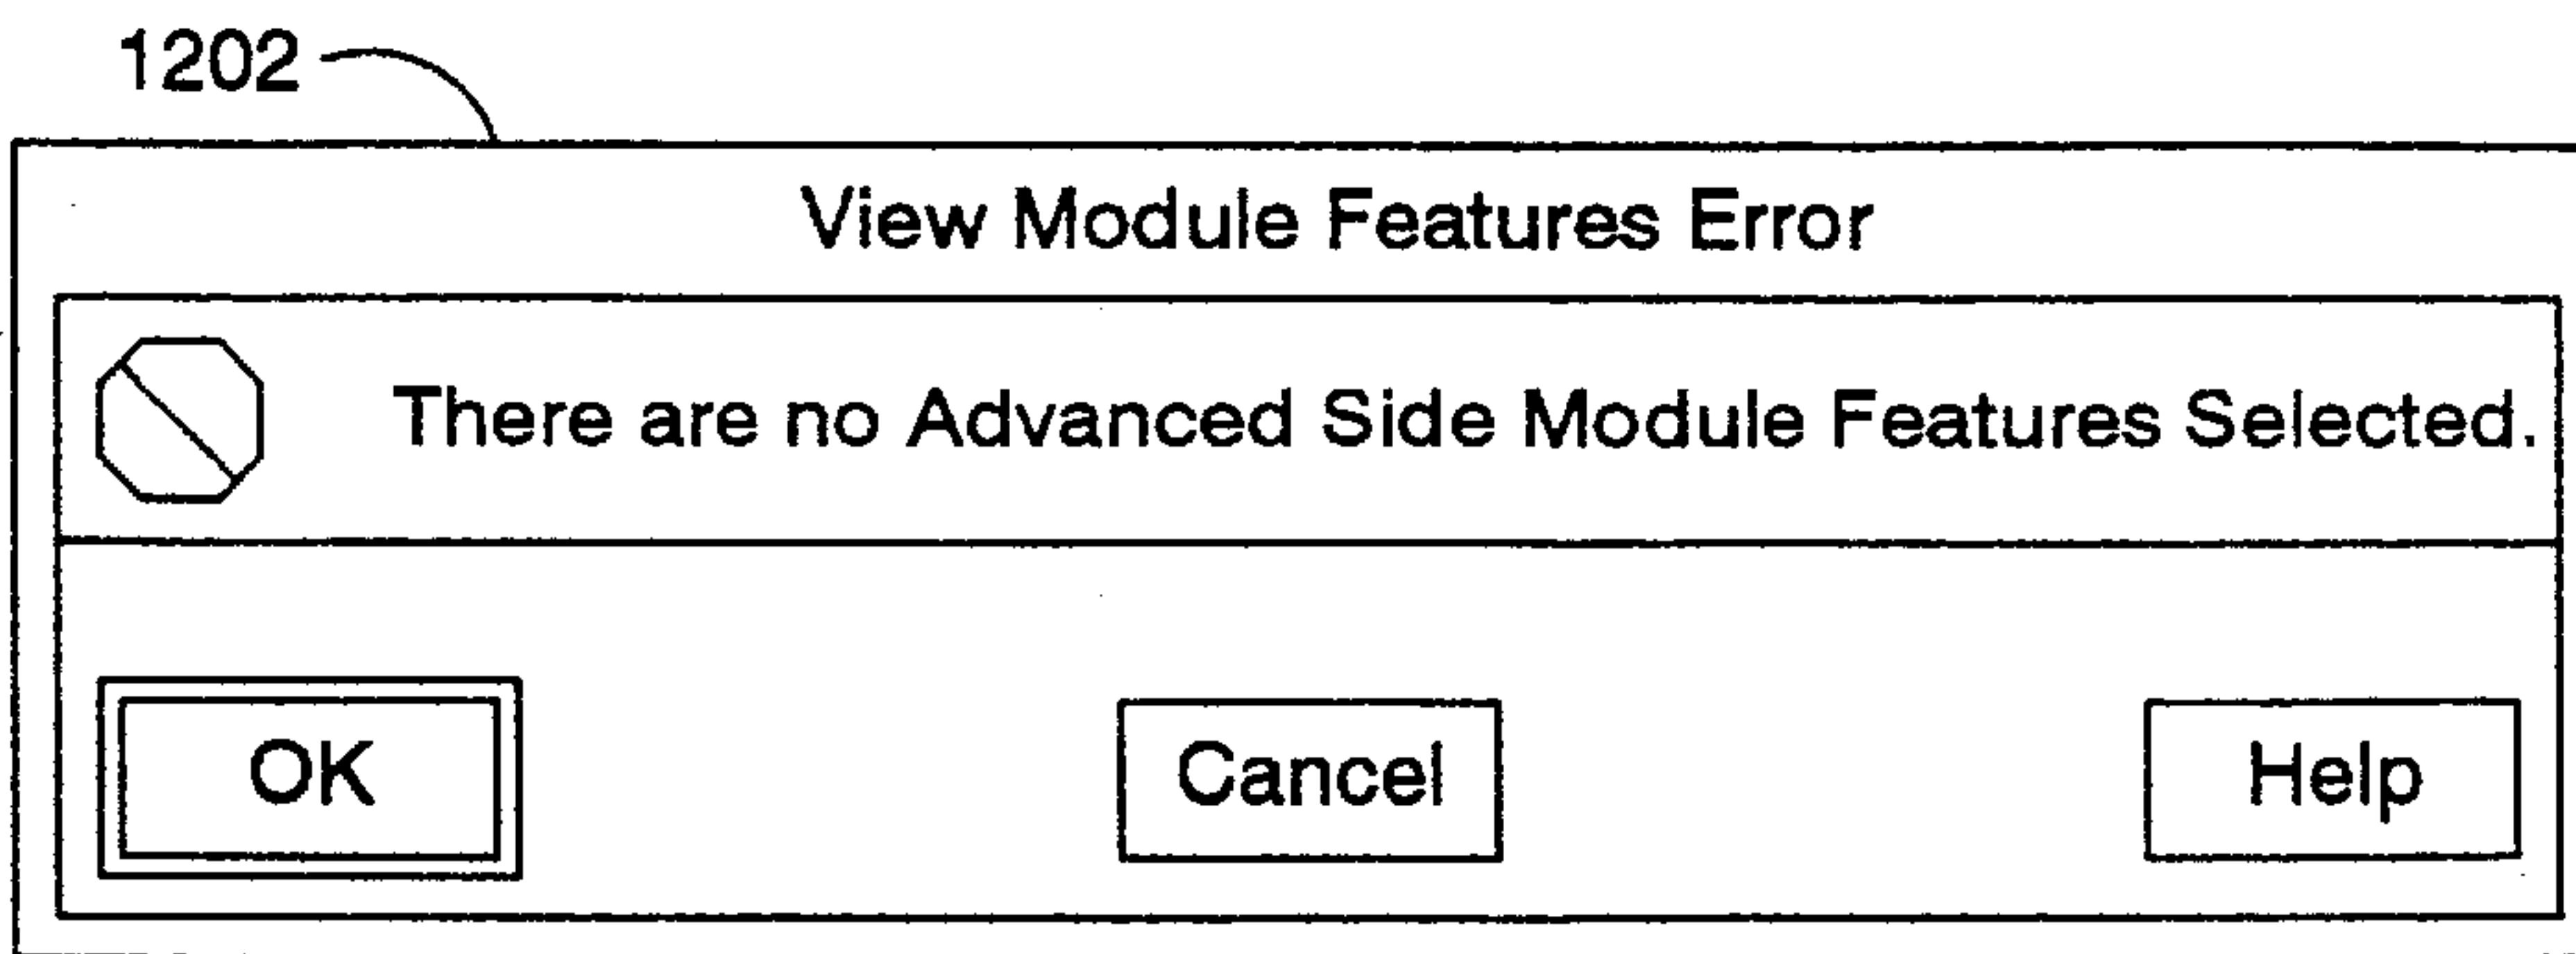 1202
View Module Features Error
There are no Advanced Side Module Features Selected.
OK
Cancel
Help